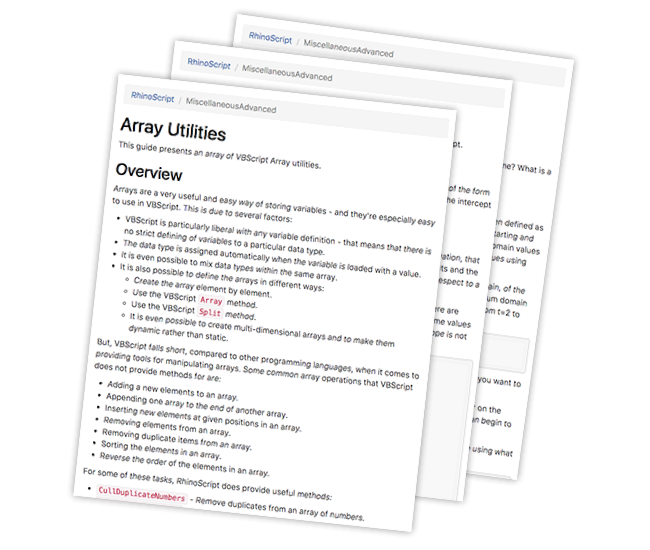 RhinoScript / MiscellaneousAdvanced
RhinoScript / MiscellaneousAdvanced
RhinoScript / MiscellaneousAdvanced
Array Utilities
This guide presents an array of VBScript Array utilities.
Overview
Arrays are a very useful and easy way of storing variables - and they're especially easy
to use in VBScript. This is due to several factors:
• VBScript is particularly liberal with any variable definition - that means that there is
no strict defining of variables to a particular data type.
• The data type is assigned automatically when the variable is loaded with a value.
• It is even possible to mix data types within the same array.
• It is also possible to define the arrays in different ways:
◦ Create the array element by element.
◦ Use the VBScript Array method.
◦ Use the VBScript Split method.
◦ It is even possible to create multi-dimensional arrays and to make them
dynamic rather than static.
But, VBScript falls short, compared to other programming languages, when it comes to
providing tools for manipulating arrays. Some common array operations that VBScript
does not provide methods for are:
• Adding a new elements to an array.
• Appending one array to the end of another array.
• Inserting new elements at given positions in an array.
• Removing elements from an array.
• Removing duplicate items from an array.
• Sorting the elements in an array.
• Reverse the order of the elements in an array.
For some of these tasks, RhinoScript does provide useful methods:
• CullDuplicateNumbers - Remove duplicates from an array of numbers.
of the form
the intercept
ts and the
respect to a
ere are
me values
ope is not
ne? What is a
en defined as
tarting and
omain values
ues using
ain, of the
um domain
om t=2 to
you want to
r on the
n begin to
using what